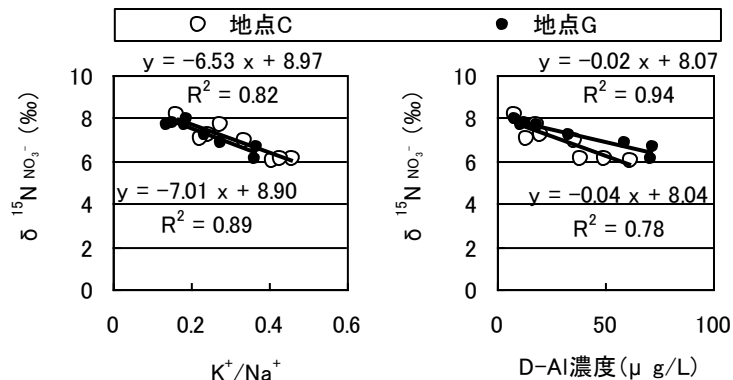 ○ 地点C ● 地点G
y = −6.53 x + 8.97
R² = 0.82
y = −7.01 x + 8.90
R² = 0.89
δ ¹⁵N NO₃⁻ (‰)
10
8
6
4
2
0
0 0.2 0.4 0.6
K⁺/Na⁺
y = −0.02 x + 8.07
R² = 0.94
y = −0.04 x + 8.04
R² = 0.78
δ ¹⁵N NO₃⁻ (‰)
10
8
6
4
2
0
0 50 100
D-Al濃度(μ g/L)